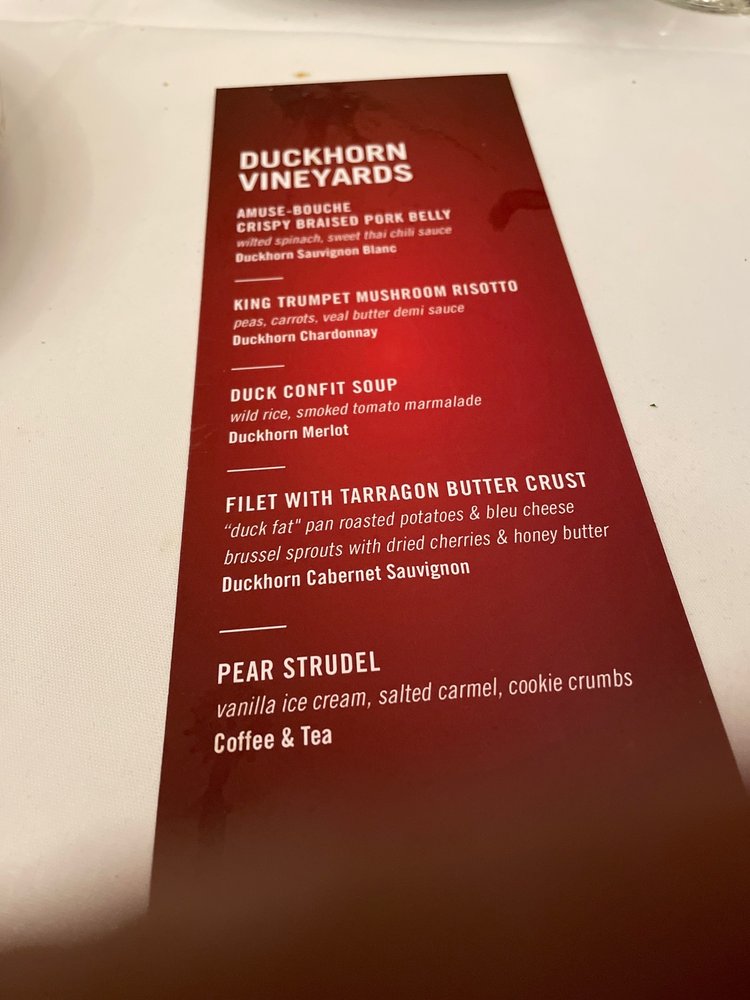 DUCKHORN
VINEYARDS
AMUSE-BOUCHE
CRISPY BRAISED PORK BELLY
wilted spinach, sweet thai chili sauce
Duckhorn Sauvignon Blanc
KING TRUMPET MUSHROOM RISOTTO
peas, carrots, veal butter demi sauce
Duckhorn Chardonnay
DUCK CONFIT SOUP
wild rice, smoked tomato marmalade
Duckhorn Merlot
FILET WITH TARRAGON BUTTER CRUST
“duck fat" pan roasted potatoes & bleu cheese
brussel sprouts with dried cherries & honey butter
Duckhorn Cabernet Sauvignon
PEAR STRUDEL
vanilla ice cream, salted carmel, cookie crumbs
Coffee & Tea